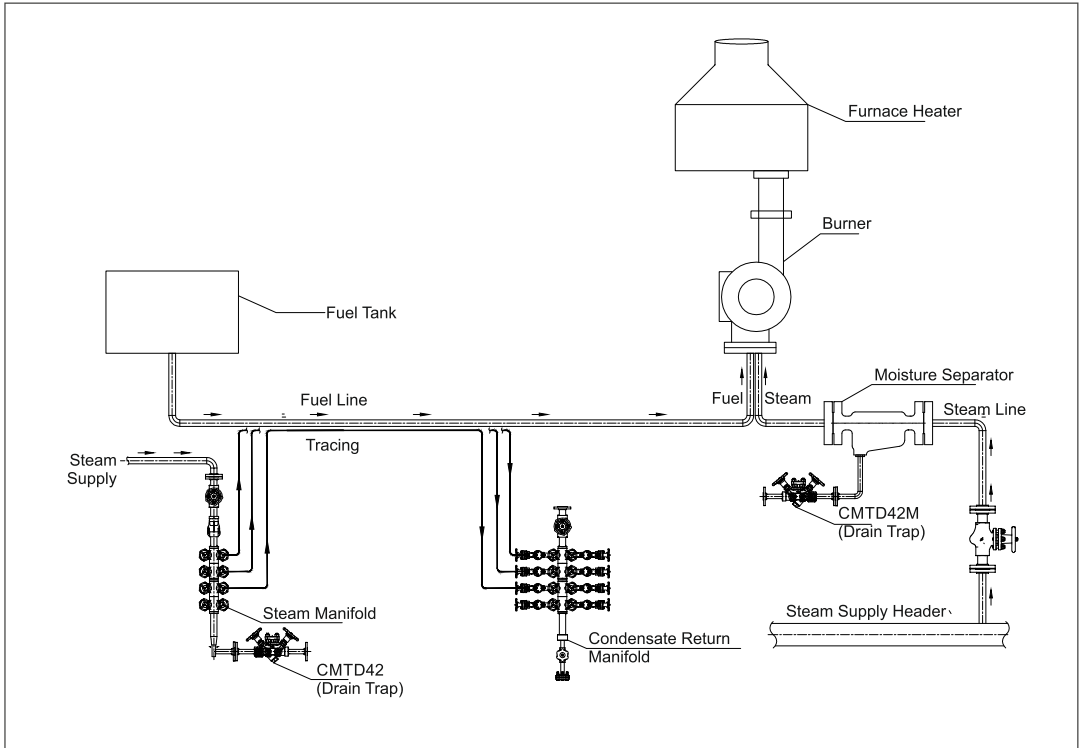 Furnace Heater
Burner
Fuel Tank
Moisture Separator
Fuel Line
Fuel
Steam
Steam Line
Tracing
Steam
Supply
CMTD42M
(Drain Trap)
Steam Manifold
Steam Supply Header
Condensate Return
Manifold
CMTD42
(Drain Trap)